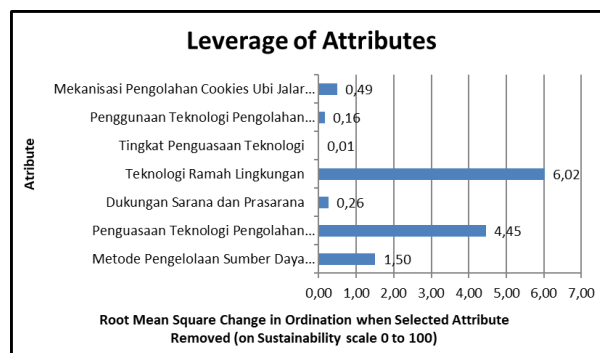 Leverage of Attributes
Atribute
Mekanisasi Pengolahan Cookies Ubi Jalar… 0,49
Penggunaan Teknologi Pengolahan… 0,16
Tingkat Penguasaan Teknologi 0,01
Teknologi Ramah Lingkungan 6,02
Dukungan Sarana dan Prasarana 0,26
Penguasaan Teknologi Pengolahan… 4,45
Metode Pengelolaan Sumber Daya… 1,50
0,00 1,00 2,00 3,00 4,00 5,00 6,00 7,00
Root Mean Square Change in Ordination when Selected Attribute
Removed (on Sustainability scale 0 to 100)